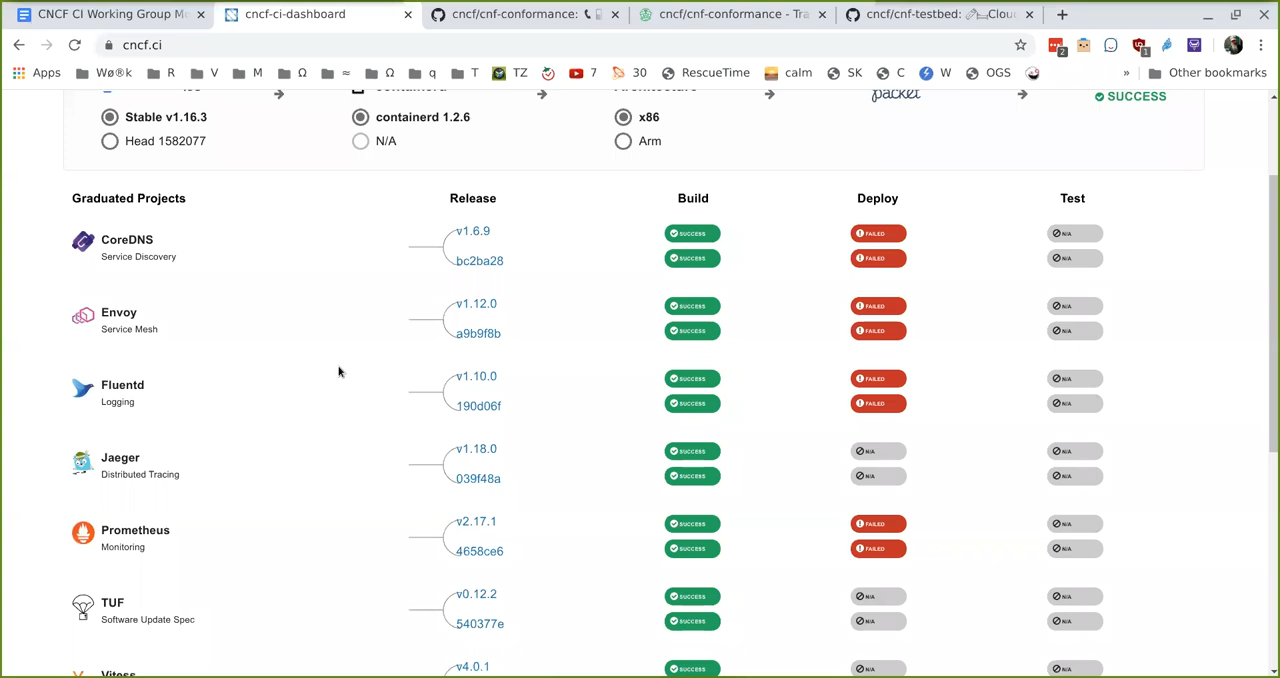 CNCF CI Working Group M
cncf-ci-dashboard
cncf/cnf-conformance:
cncf/cnf-conformance - Tra
cncf/cnf-testbed:
Clou
cncf.ci
2
1
Apps
Wø®k
R
V
M
Ω
≈
Ω
q
T
TZ
7
30
RescueTime
calm
SK
C
W
OGS
»
Other bookmarks
packet
SUCCESS
Stable v1.16.3
containerd 1.2.6
x86
Head 1582077
N/A
Arm
Graduated Projects
Release
Build
Deploy
Test
CoreDNS
Service Discovery
v1.6.9
bc2ba28
SUCCESS
SUCCESS
FAILED
FAILED
N/A
N/A
Envoy
Service Mesh
v1.12.0
a9b9f8b
SUCCESS
SUCCESS
FAILED
FAILED
N/A
N/A
Fluentd
Logging
v1.10.0
190d06f
SUCCESS
SUCCESS
FAILED
FAILED
N/A
N/A
Jaeger
Distributed Tracing
v1.18.0
039f48a
SUCCESS
SUCCESS
N/A
N/A
N/A
N/A
Prometheus
Monitoring
v2.17.1
4658ce6
SUCCESS
SUCCESS
FAILED
FAILED
N/A
N/A
TUF
Software Update Spec
v0.12.2
540377e
SUCCESS
SUCCESS
N/A
N/A
N/A
N/A
Vitess
v4.0.1
SUCCESS
N/A
N/A